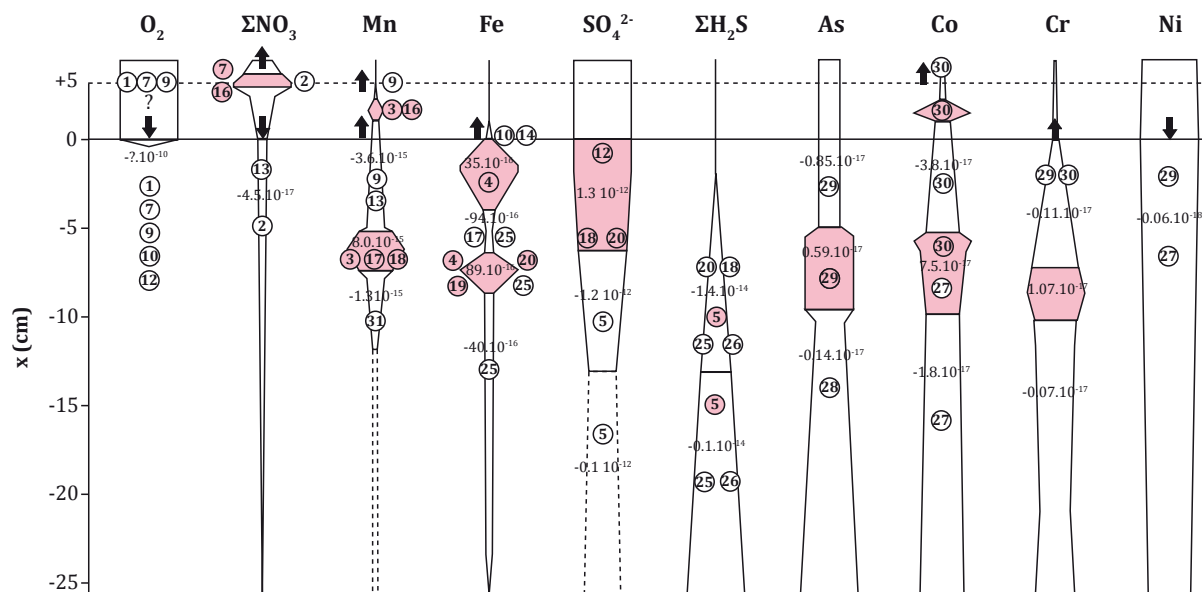 O2 ΣNO3 Mn Fe SO42- ΣH2S As Co Cr Ni
30
7 
+5 1 7 9 2 9
16
? 3 16 30
0 10 14
12
-?.10-10 -3.6.10-15 35.10-16 -0.85.10-17 -3.8.10-17
13 29 30 29
1 9 4 29 30
-4.5.10-17 1.3 10-12 -0.11.10-17 -0.06.10-18
7 13 -94.10-16
-5 9 2 17 25 18 20
8.0.10-15 30
10 3 17 18 4 20 0.59.10-17 27
89.10-16 20 18 7.5.10-17
12 19 25 29 27
-1.310-15 -1.2 10-12 -1.4.10-14 1.07.10-17
-10 31 5 5
-40.10-16 25 26 -0.14.10-17
25 -1.8.10-17
28 -0.07.10-17
-15 5 27
5
-0.1 10-12 -0.1.10-14
-20 25 26
-25
x (cm)